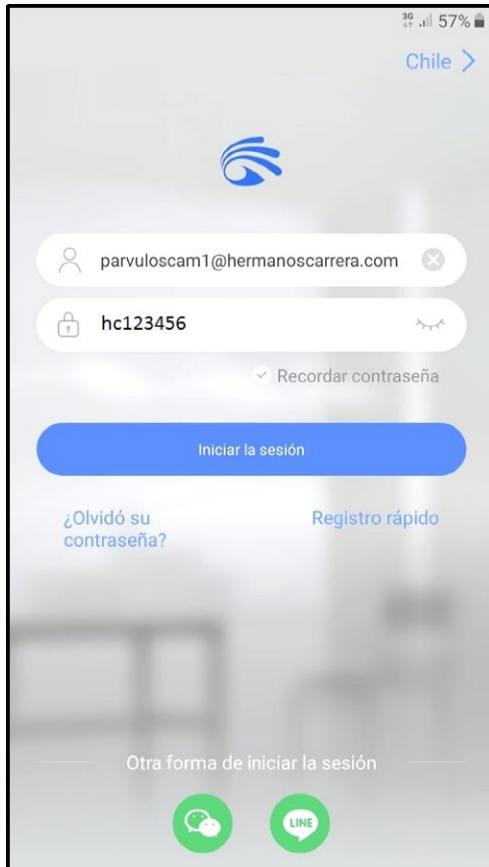 3G 57%
Chile
parvuloscam1@hermanoscarrera.com
hc123456
Recordar contraseña
Iniciar la sesión
¿Olvidó su
contraseña?
Registro rápido
Otra forma de iniciar la sesión
LINE